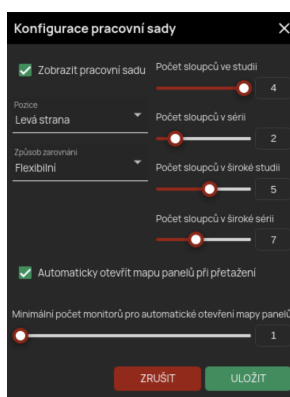 Konfigurace pracovní sady
Zobrazit pracovní sadu
Pozice
Levá strana
Způsob zarovnání
Flexibilní
Počet sloupců ve studii
4
Počet sloupců v sérii
2
Počet sloupců v široké studii
5
Počet sloupců v široké sérii
7
Automaticky otevřít mapu panelů při přetažení
Minimální počet monitorů pro automatické otevření mapy panelů
1
ZRUŠIT
ULOŽIT